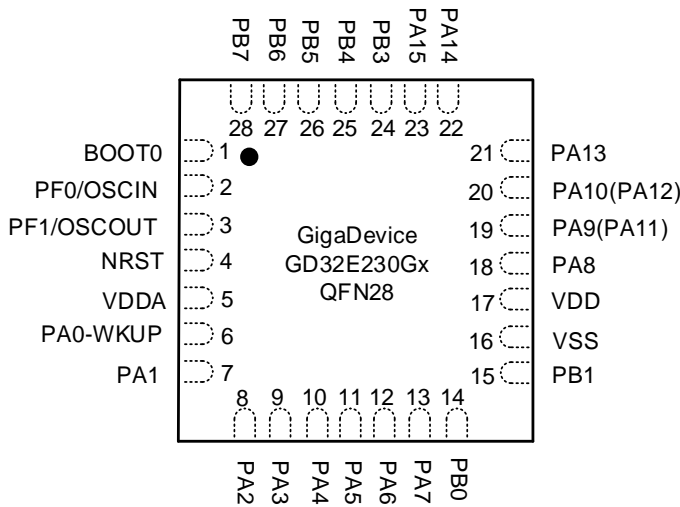 PB7
PB6
PB5
PB4
PB3
PA15
PA14
28
27
26
25
24
23
22
BOOT0
1
PF0/OSCIN
2
PF1/OSCOUT
3
NRST
4
VDDA
5
PA0-WKUP
6
PA1
7
GigaDevice
GD32E230Gx
QFN28
21
PA13
20
PA10(PA12)
19
PA9(PA11)
18
PA8
17
VDD
16
VSS
15
PB1
8
9
10
11
12
13
14
PA2
PA3
PA4
PA5
PA6
PA7
PB0